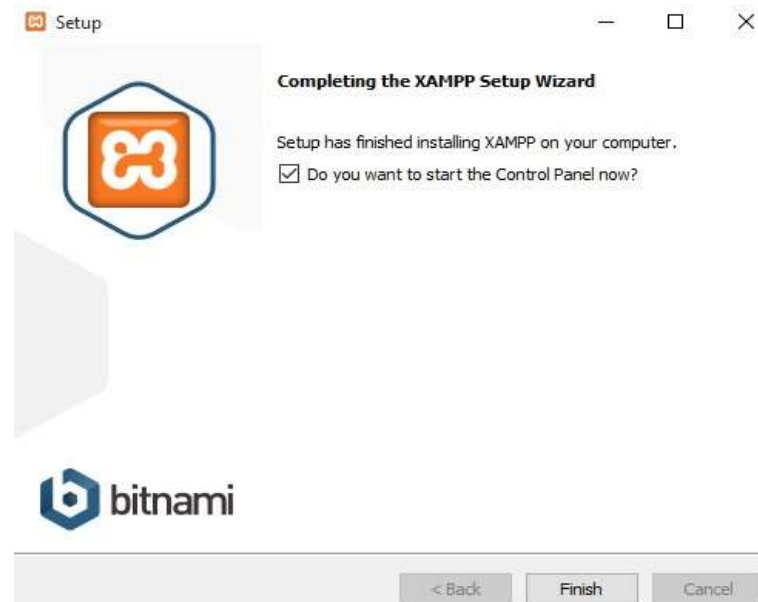 Setup
Completing the XAMPP Setup Wizard
Setup has finished installing XAMPP on your computer.
Do you want to start the Control Panel now?
bitnami
< Back
Finish
Cancel